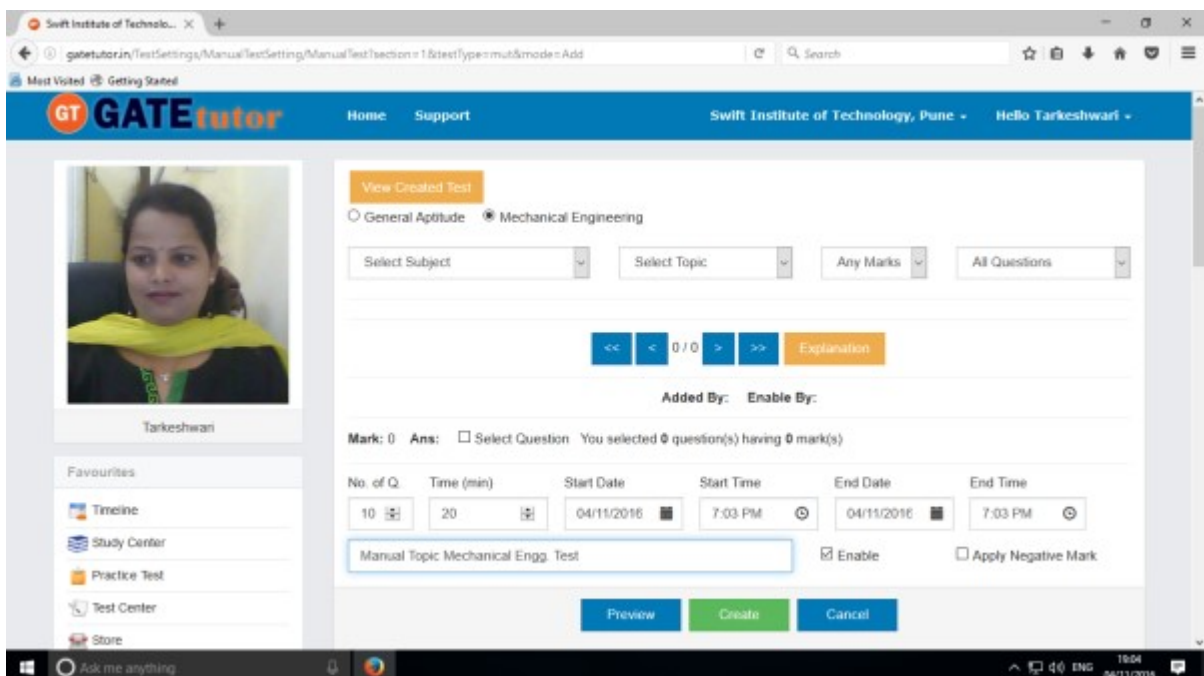 Swift Institute of Technolo...
gatetutor.in/TestSettings/ManualTestSetting/ManualTest?section=1&testType=mut&mode=Add
Search
Most Visited Getting Started
GT GATEtutor
Home Support Swift Institute of Technology, Pune Hello Tarkeshwari
View Created Test
General Aptitude Mechanical Engineering
Select Subject Select Topic Any Marks All Questions
<< < 0 / 0 > >> Explanation
Added By: Enable By:
Tarkeshwari
Mark: 0 Ans: Select Question You selected 0 question(s) having 0 mark(s)
Favourites
No. of Q. Time (min) Start Date Start Time End Date End Time
Timeline
10 20 04/11/2016 7:03 PM 04/11/2016 7:03 PM
Study Center
Manual Topic Mechanical Engg. Test Enable Apply Negative Mark
Practice Test
Test Center
Preview Create Cancel
Store
Ask me anything ENG 19:04
04/11/2016